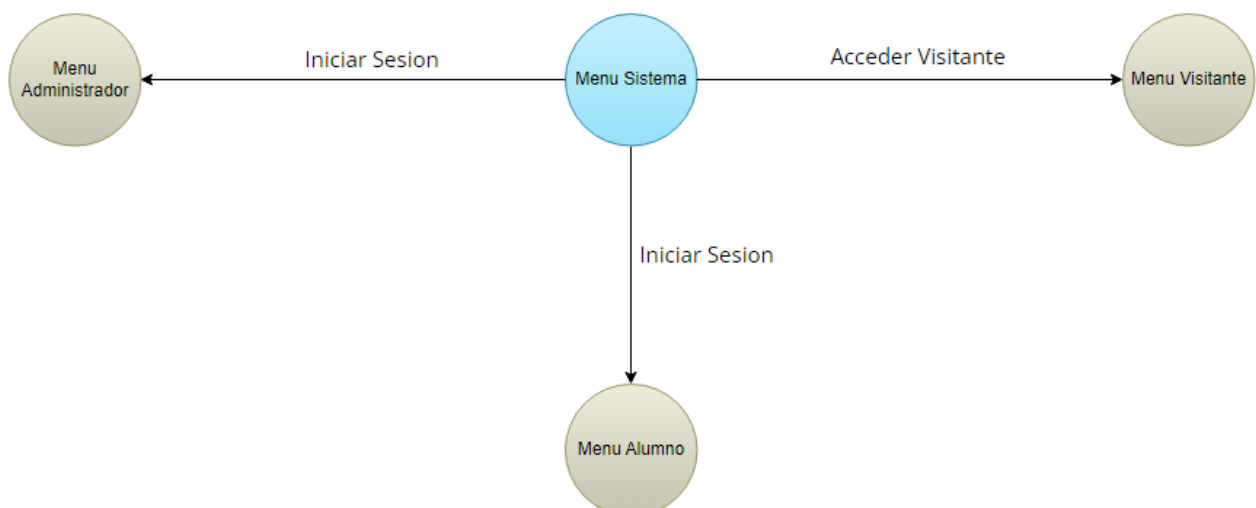 Menu
Administrador
Iniciar Sesion
Menu Sistema
Acceder Visitante
Menu Visitante
Iniciar Sesion
Menu Alumno